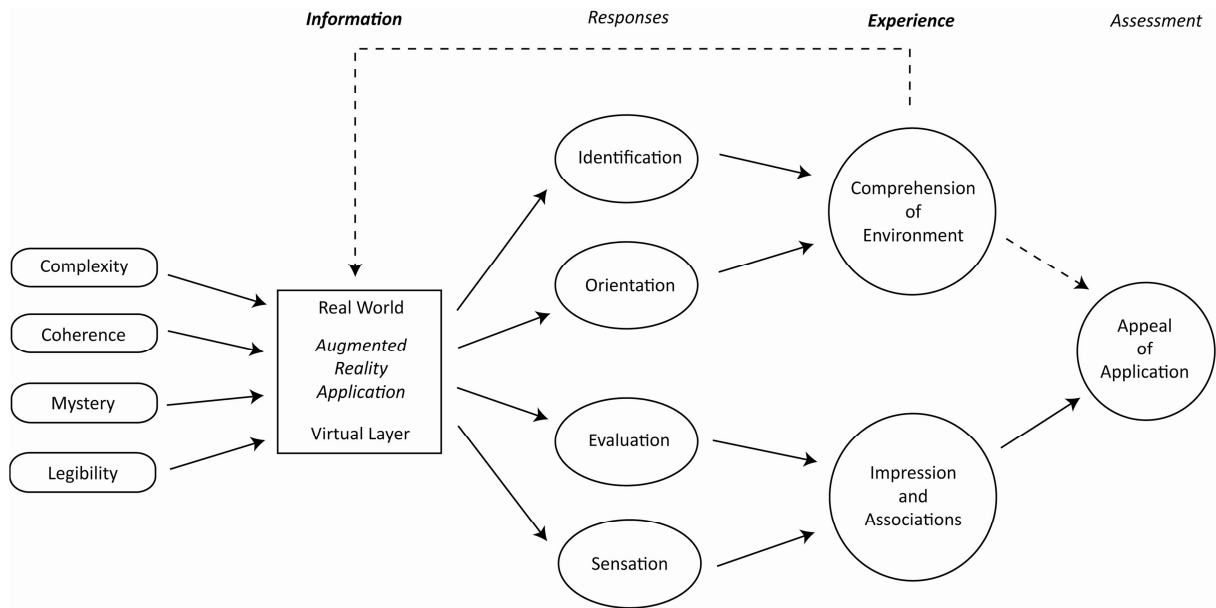 Information
Responses
Experience
Assessment
Complexity
Coherence
Mystery
Legibility
Real World
Augmented
Reality
Application
Virtual Layer
Identification
Orientation
Evaluation
Sensation
Comprehension
of
Environment
Impression
and
Associations
Appeal
of
Application